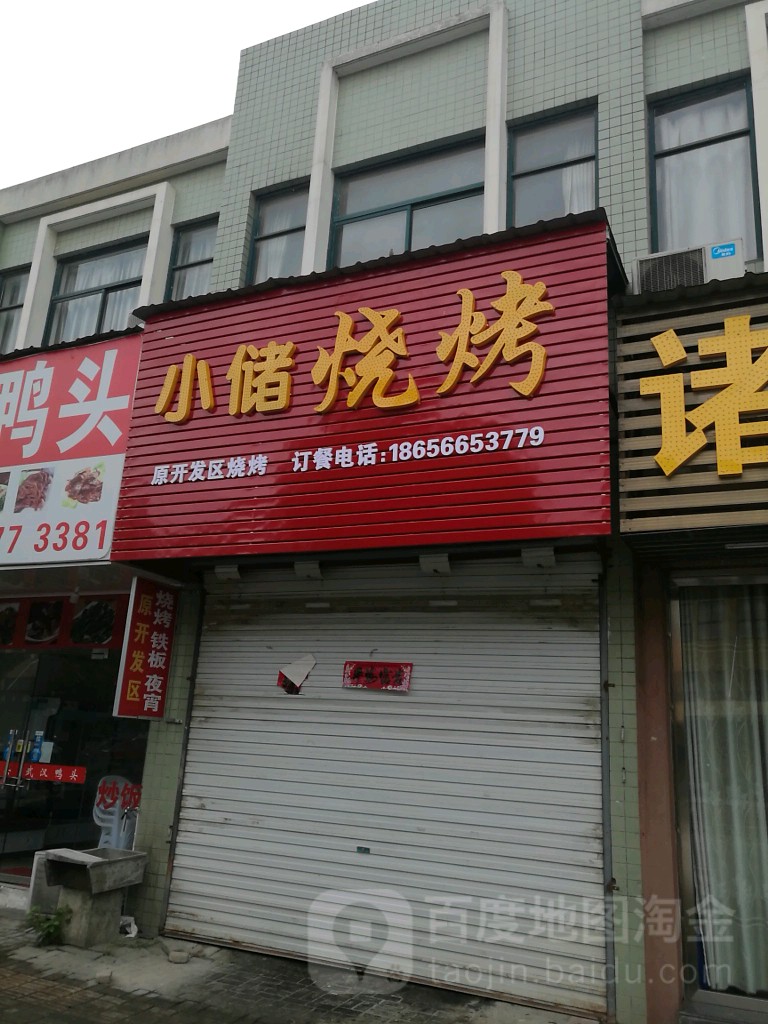 小储烧烤
原开发区烧烤 订餐电话:18656653779
鸭头
77 3381
诸
Midea
原开发区
烧烤 铁板 夜宵
武汉鸭头
炒饭
百度地图淘金
taojin.baidu.com